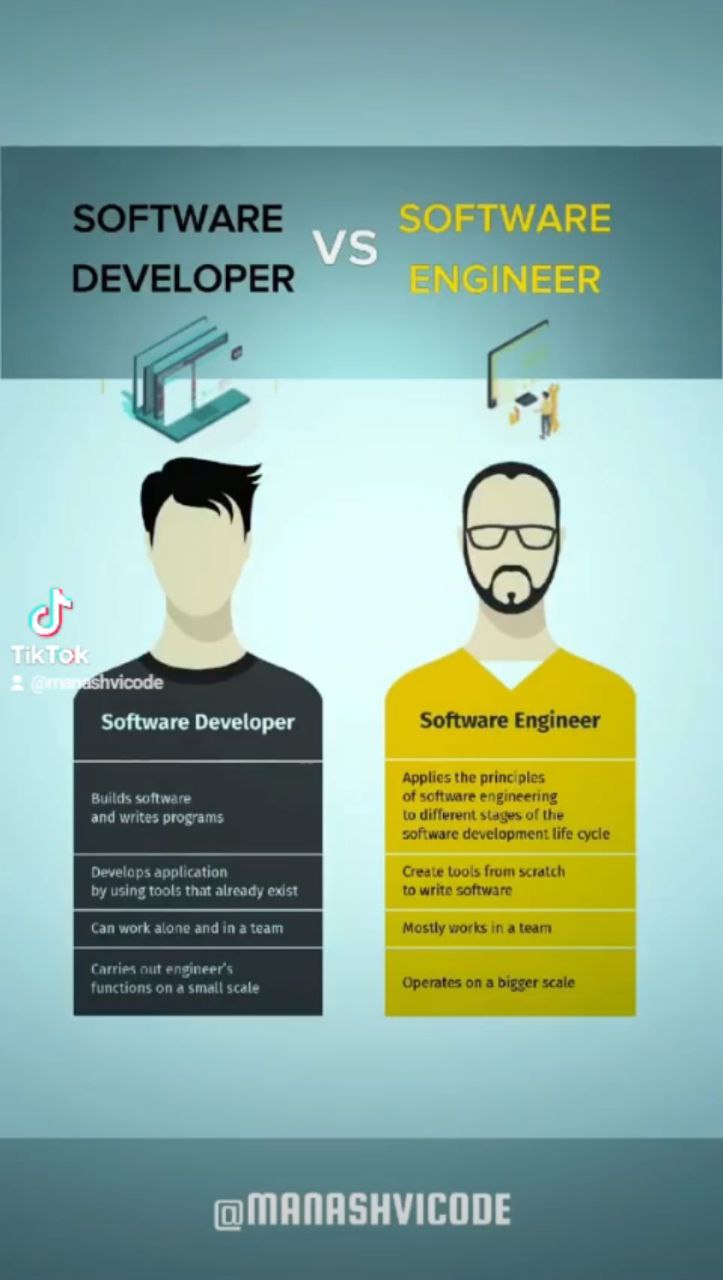 SOFTWARE
DEVELOPER
VS
SOFTWARE
ENGINEER
TikTok
@manashvicode
Software Developer
Builds software
and writes programs
Develops application
by using tools that already exist
Can work alone and in a team
Carries out engineer's
functions on a small scale
Software Engineer
Applies the principles
of software engineering
to different stages of the
software development life cycle
Create tools from scratch
to write software
Mostly works in a team
Operates on a bigger scale
@MANASHVICODE